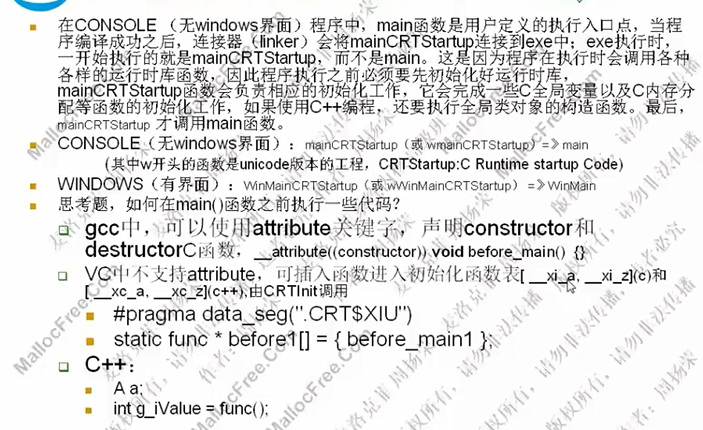 在CONSOLE （无windows界面）程序中，main函数是用户定义的执行入口点，当程
序编译成功之后，连接器（linker）会将mainCRTStartup连接到exe中；exe执行时，
一开始执行的就是mainCRTStartup，而不是main。这是因为程序在执行时会调用各种
各样的运行时库函数，因此程序执行之前必须要先初始化好运行时库，
mainCRTStartup函数会负责相应的初始化工作，它会完成一些C全局变量以及C内存分
配等函数的初始化工作，如果使用C++编程，还要执行全局类对象的构造函数。最后，
mainCRTStartup 才调用main函数。
CONSOLE（无windows界面）：mainCRTStartup（或 wmainCRTStartup）=》main
(其中w开头的函数是unicode版本的工程，CRTStartup:C Runtime startup Code)
WINDOWS（有界面）：WinMainCRTStartup（或wWinMainCRTStartup） =》WinMain
思考题，如何在main()函数之前执行一些代码？
gcc中，可以使用attribute关键字，声明constructor和
destructorC函数，__attribute((constructor)) void before_main() {}
VC中不支持attribute，可插入函数进入初始化函数表[ __xi_a, __xi_z](c)和
[__xc_a, __xc_z](c++),由CRTInit调用
#pragma data_seg(".CRT$XIU")
static func * before1[] = { before_main1 };
C++：
A a;
int g_iValue = func();
MallocFree.Com